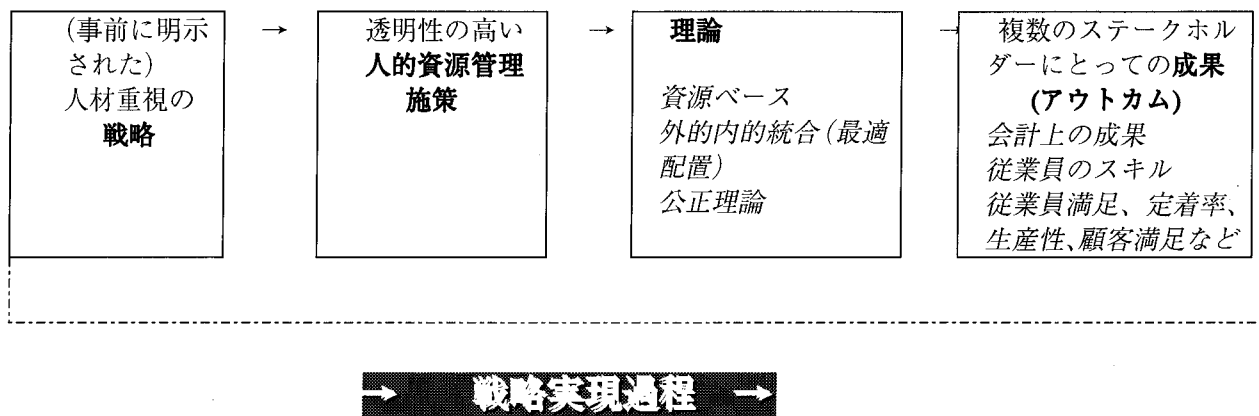 (事前に明示
された)
人材重視の
戦略
→
透明性の高い
人的資源管理
施策
→
理論
資源ベース
外的内的統合(最適
配置)
公正理論
→
複数のステークホル
ダーにとっての成果
(アウトカム)
会計上の成果
従業員のスキル
従業員満足、定着率、
生産性、顧客満足など
→ 戦略実現過程 →